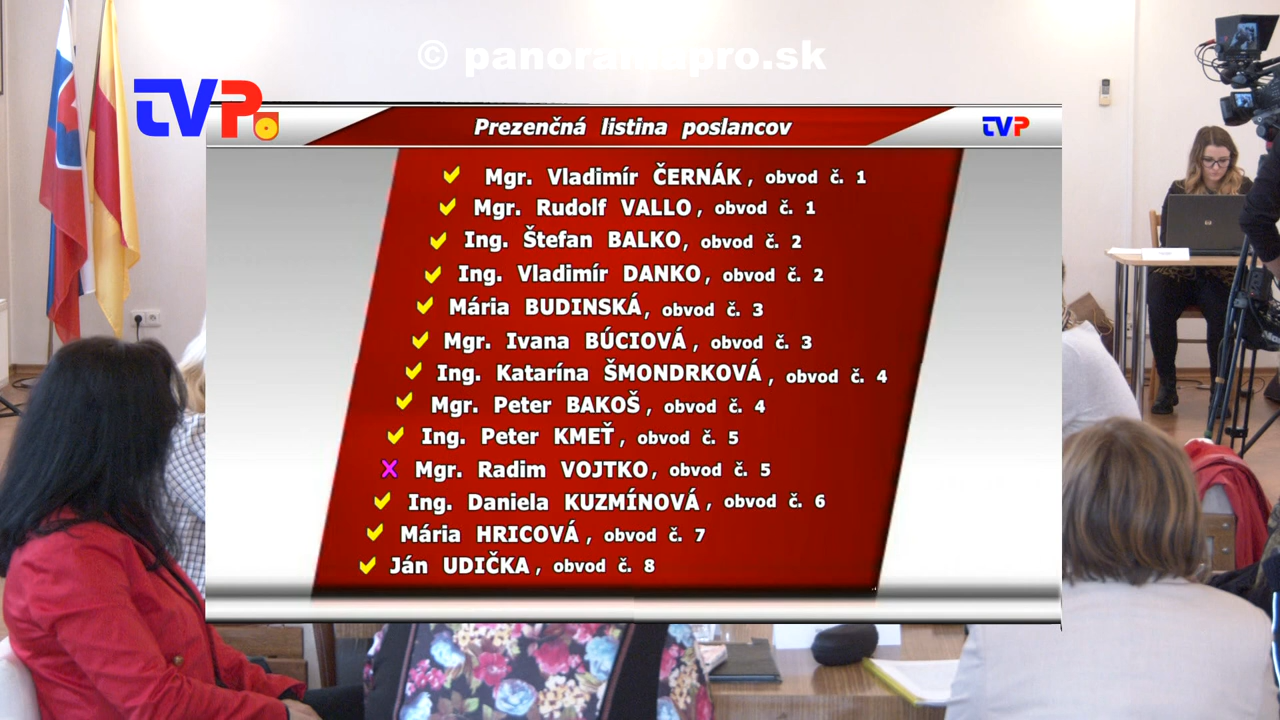 © panoramapro.sk
TVPo
Prezenčná listina poslancov
TVP
Mgr. Vladimír ČERNÁK, obvod č. 1
Mgr. Rudolf VALLO, obvod č. 1
Ing. Štefan BALKO, obvod č. 2
Ing. Vladimír DANKO, obvod č. 2
Mária BUDINSKÁ, obvod č. 3
Mgr. Ivana BÚCIOVÁ, obvod č. 3
Ing. Katarína ŠMONDRKOVÁ, obvod č. 4
Mgr. Peter BAKOŠ, obvod č. 4
Ing. Peter KMEŤ, obvod č. 5
Mgr. Radim VOJTKO, obvod č. 5
Ing. Daniela KUZMÍNOVÁ, obvod č. 6
Mária HRICOVÁ, obvod č. 7
Ján UDIČKA, obvod č. 8